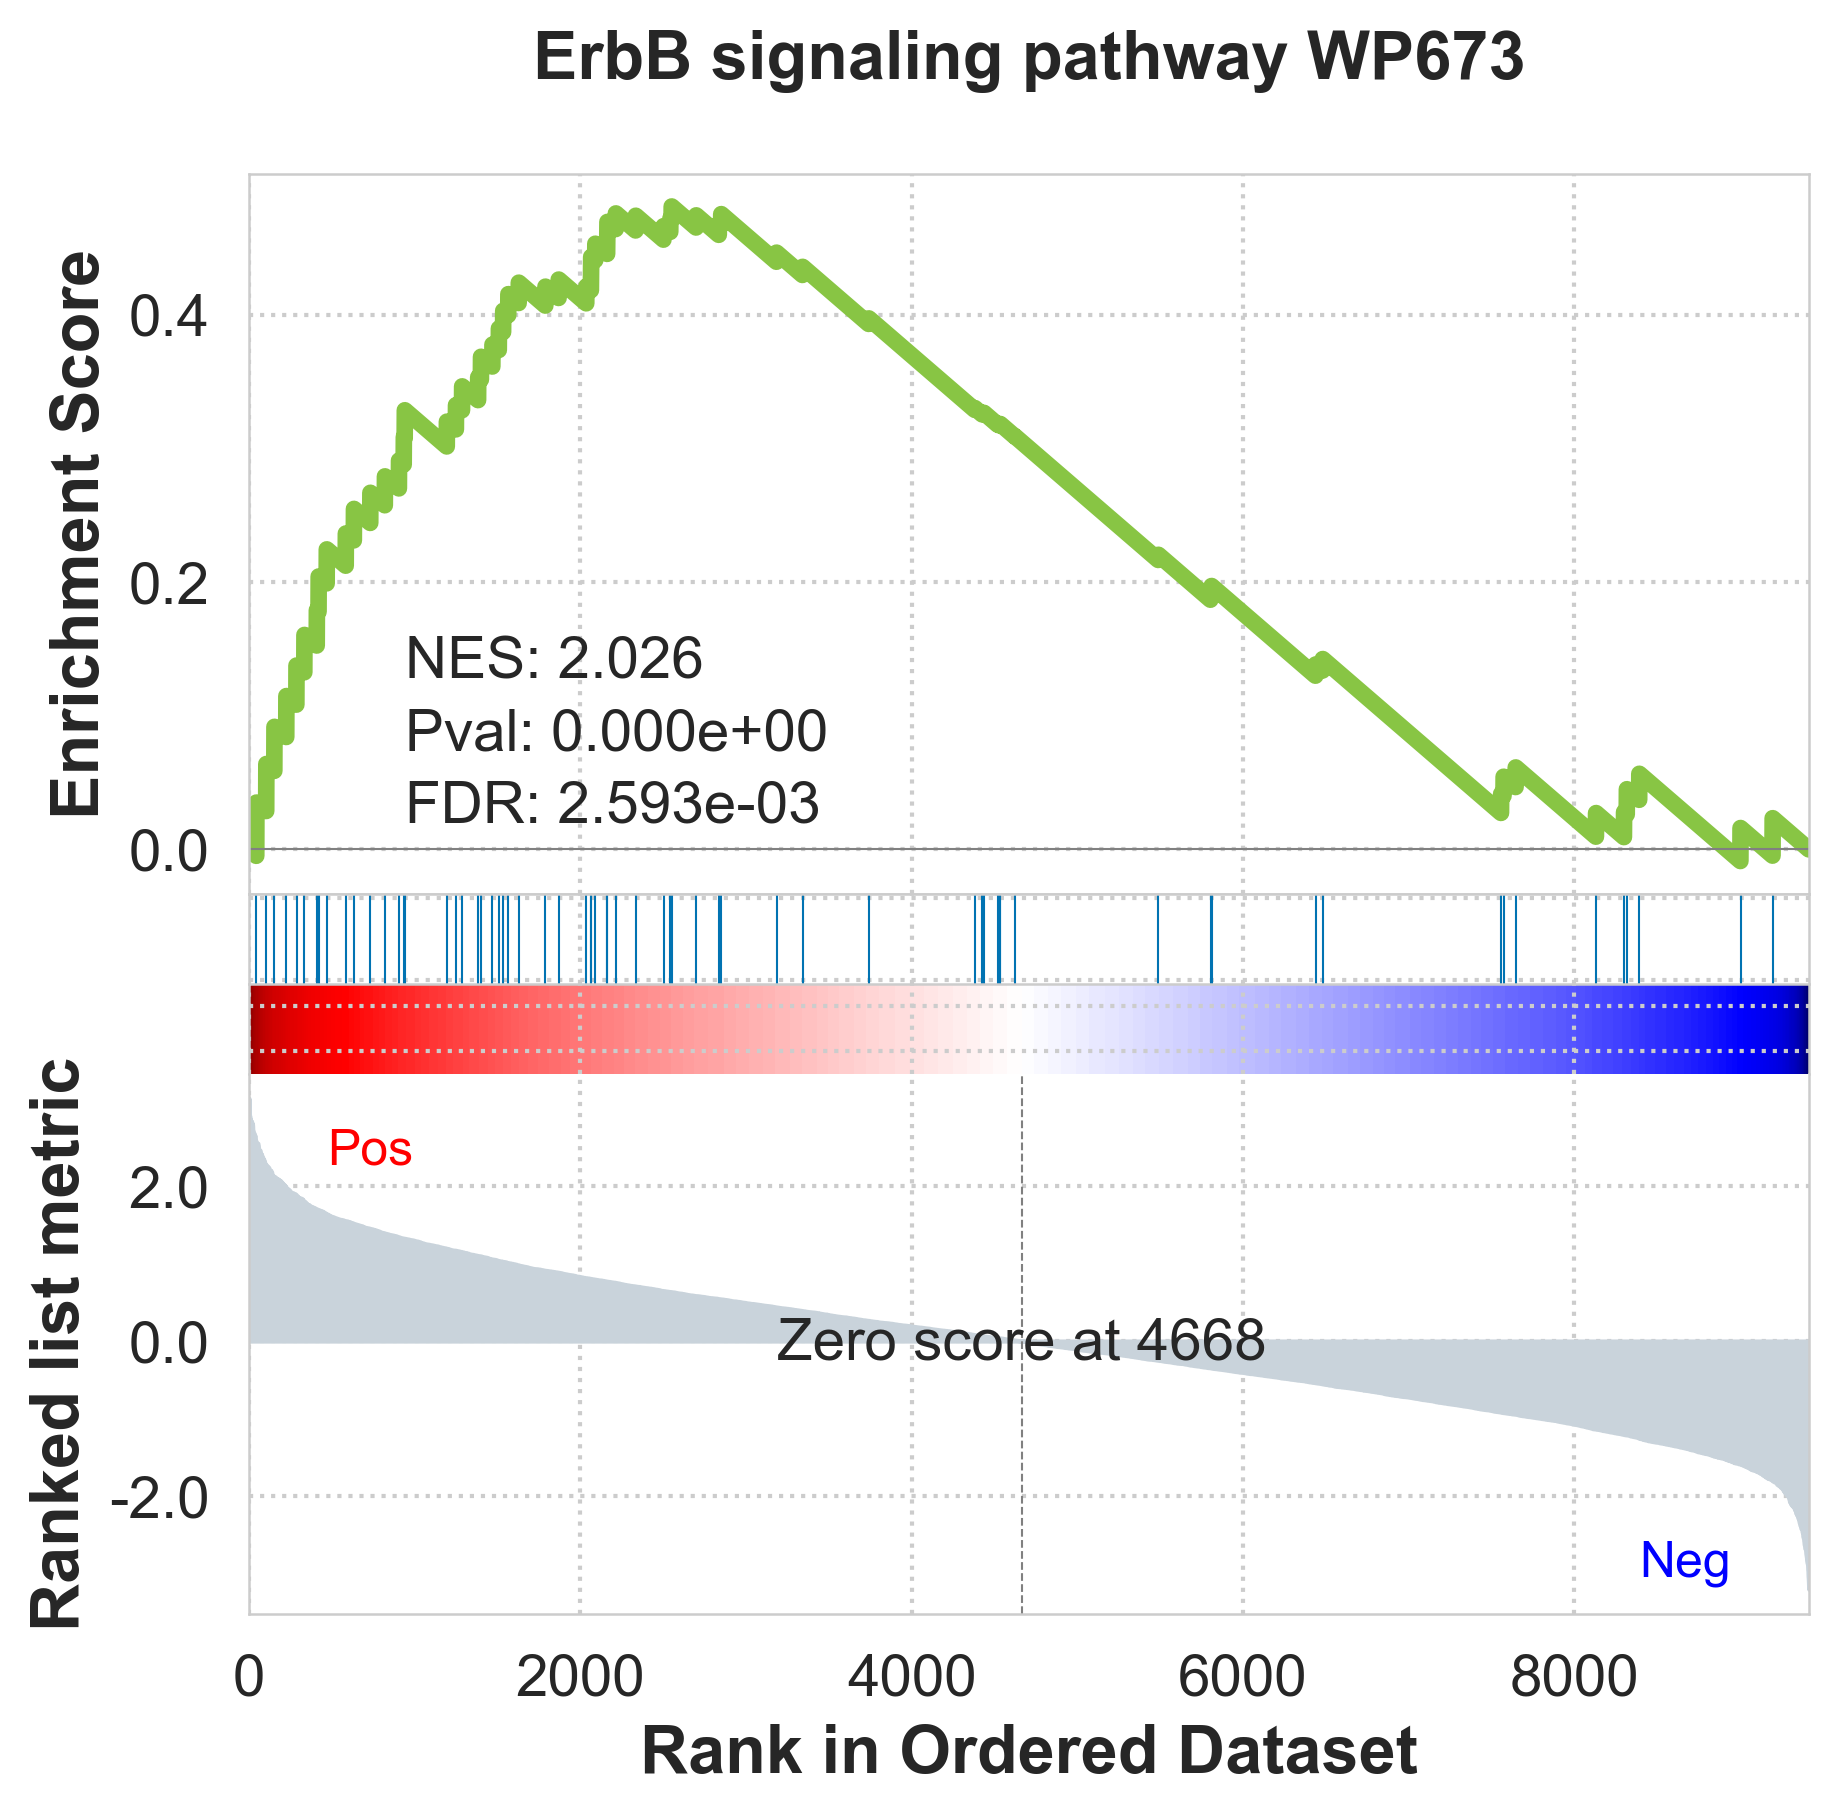 ErbB signaling pathway WP673
Enrichment Score
0.4
0.2
0.0
NES: 2.026
Pval: 0.000e+00
FDR: 2.593e-03
Ranked list metric
2.0
0.0
-2.0
Pos
Zero score at 4668
Neg
0 2000 4000 6000 8000
Rank in Ordered Dataset